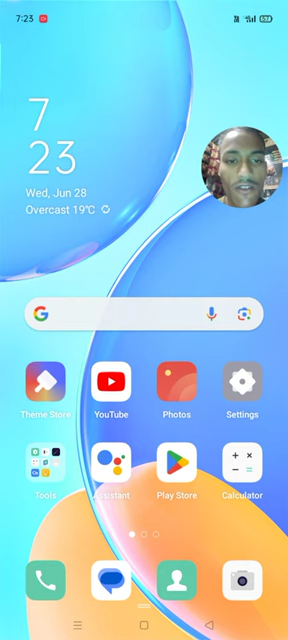 7:23
57
7
23
Wed, Jun 28
Overcast 19°C
Theme Store
YouTube
Photos
Settings
Tools
Assistant
Play Store
Calculator